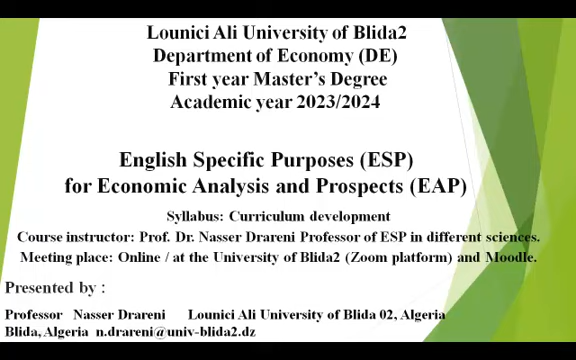 Lounici Ali University of Blida2
Department of Economy (DE)
First year Master's Degree
Academic year 2023/2024
English Specific Purposes (ESP)
for Economic Analysis and Prospects (EAP)
Syllabus: Curriculum development
Course instructor: Prof. Dr. Nasser Drareni Professor of ESP in different sciences.
Meeting place: Online / at the University of Blida2 (Zoom platform) and Moodle.
Presented by :
Professor Nasser Drareni Lounici Ali University of Blida 02, Algeria
Blida, Algeria n.drareni@univ-blida2.dz